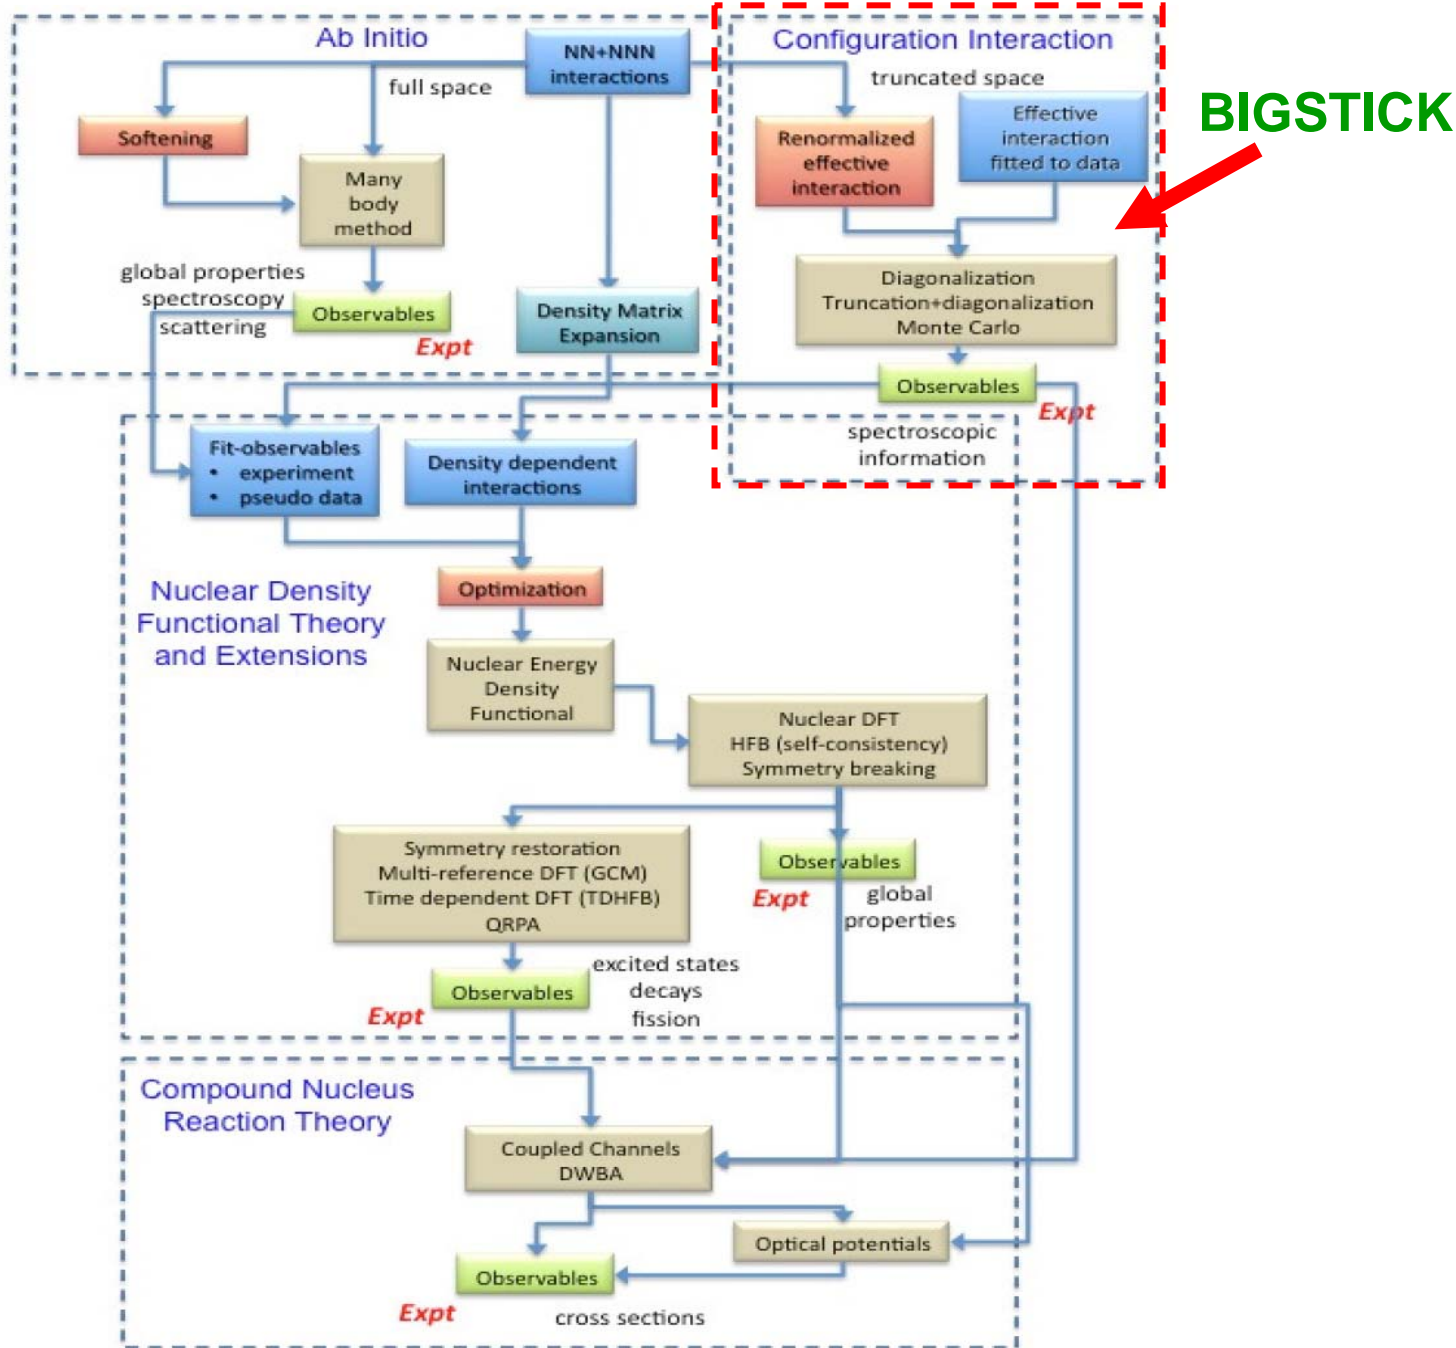 Ab Initio
NN+NNN
interactions
full space
Softening
Many
body
method
global properties
spectroscopy
scattering
Observables
Expt
Density Matrix
Expansion
Configuration Interaction
truncated space
Renormalized
effective
interaction
Effective
interaction
fitted to data
BIGSTICK
Diagonalization
Truncation+diagonalization
Monte Carlo
Observables
Expt
spectroscopic
information
Fit-observables
• experiment
• pseudo data
Density dependent
interactions
Nuclear Density
Functional Theory
and Extensions
Optimization
Nuclear Energy
Density
Functional
Nuclear DFT
HFB (self-consistency)
Symmetry breaking
Symmetry restoration
Multi-reference DFT (GCM)
Time dependent DFT (TDHFB)
QRPA
Observables
Expt
global
properties
Observables
Expt
excited states
decays
fission
Compound Nucleus
Reaction Theory
Coupled Channels
DWBA
Optical potentials
Observables
Expt
cross sections